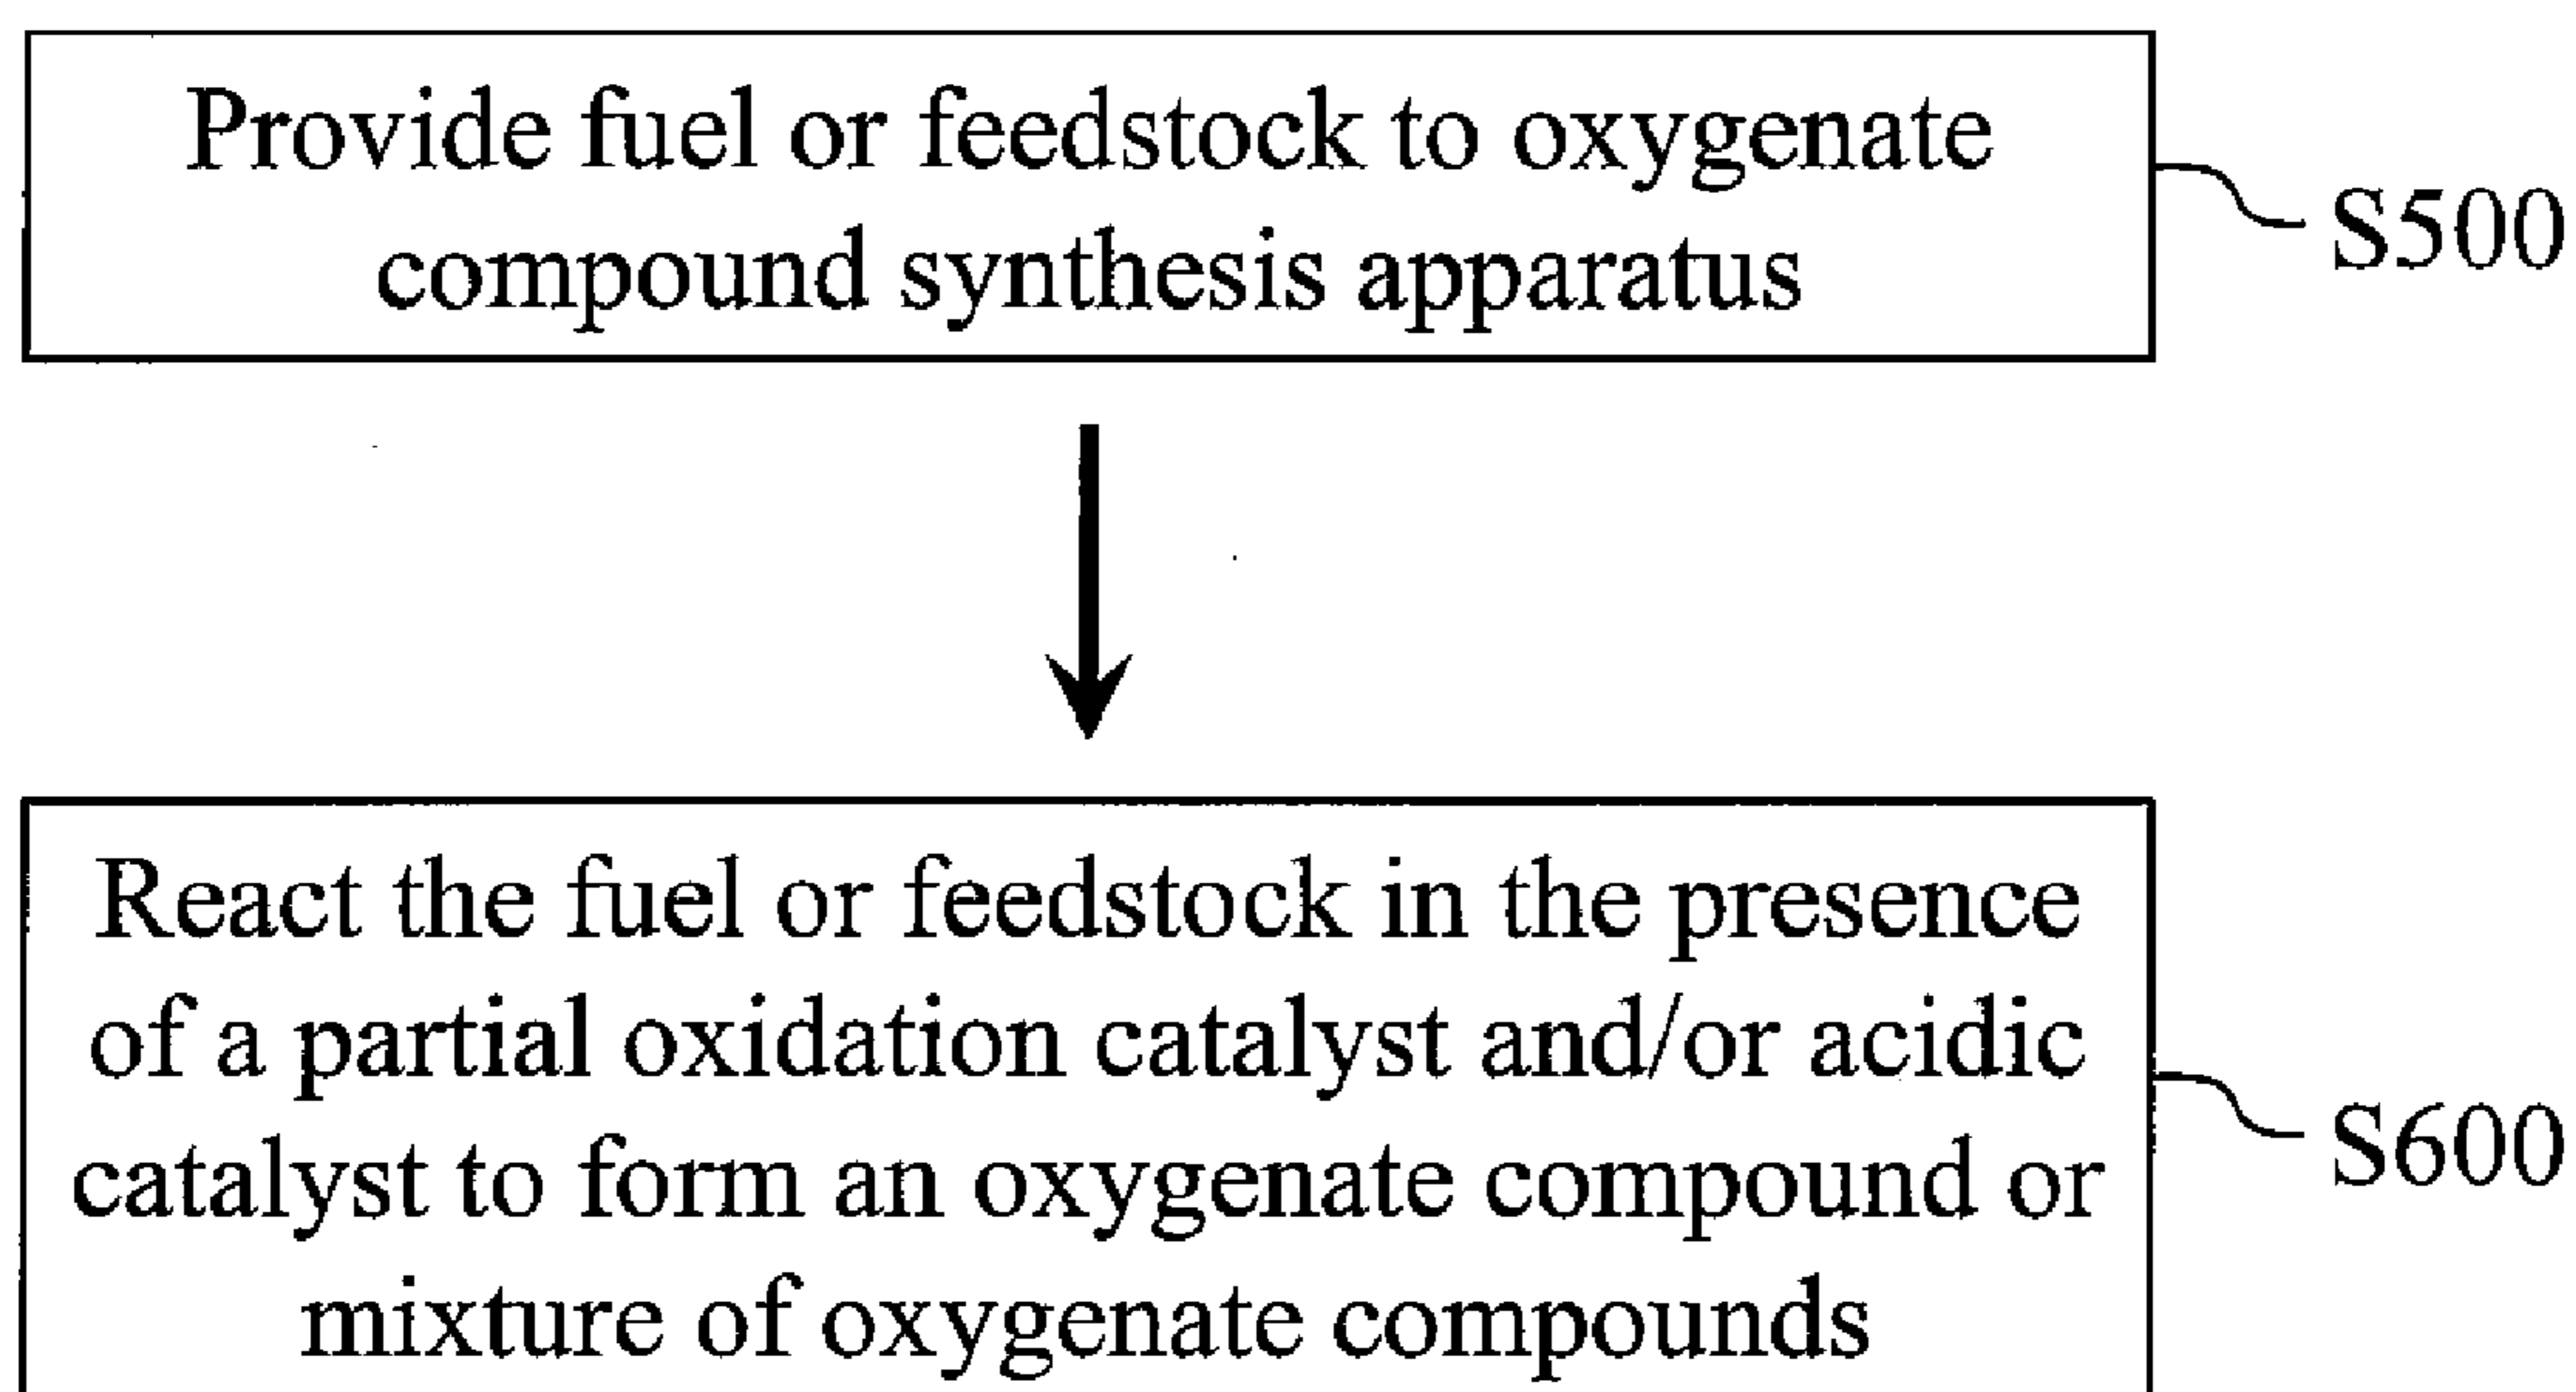 Provide fuel or feedstock to oxygenate
compound synthesis apparatus
S500
React the fuel or feedstock in the presence
of a partial oxidation catalyst and/or acidic
catalyst to form an oxygenate compound or
mixture of oxygenate compounds
S600